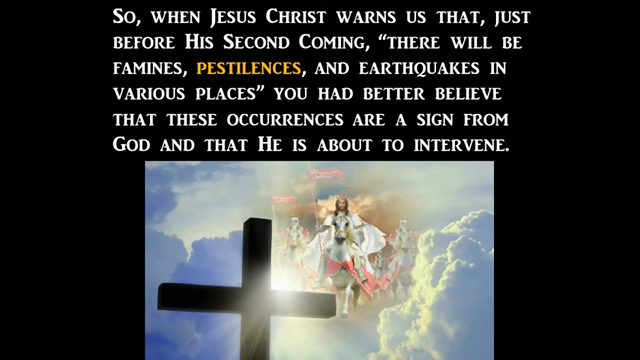 So, when Jesus Christ warns us that, just
before His Second Coming, “there will be
famines, pestilences, and earthquakes in
various places” you had better believe
that these occurrences are a sign from
God and that He is about to intervene.